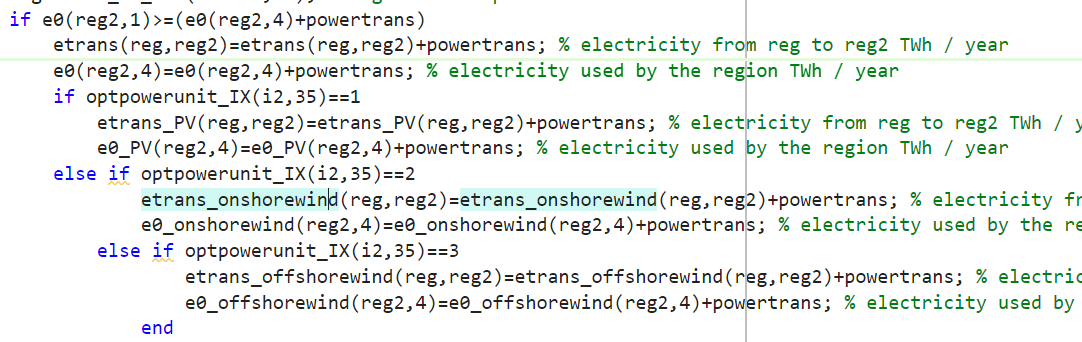 if e0(reg2,1)>=(e0(reg2,4)+powertrans)
etrans(reg,reg2)=etrans(reg,reg2)+powertrans; % electricity from reg to reg2 TWh / year
e0(reg2,4)=e0(reg2,4)+powertrans; % electricity used by the region TWh / year
if optpowerunit_IX(i2,35)==1
etrans_PV(reg,reg2)=etrans_PV(reg,reg2)+powertrans; % electricity from reg to reg2 TWh / y
e0_PV(reg2,4)=e0_PV(reg2,4)+powertrans; % electricity used by the region TWh / year
else if optpowerunit_IX(i2,35)==2
etrans_onshorewind(reg,reg2)=etrans_onshorewind(reg,reg2)+powertrans; % electricity fr
e0_onshorewind(reg2,4)=e0_onshorewind(reg2,4)+powertrans; % electricity used by the re
else if optpowerunit_IX(i2,35)==3
etrans_offshorewind(reg,reg2)=etrans_offshorewind(reg,reg2)+powertrans; % electric
e0_offshorewind(reg2,4)=e0_offshorewind(reg2,4)+powertrans; % electricity used by
end